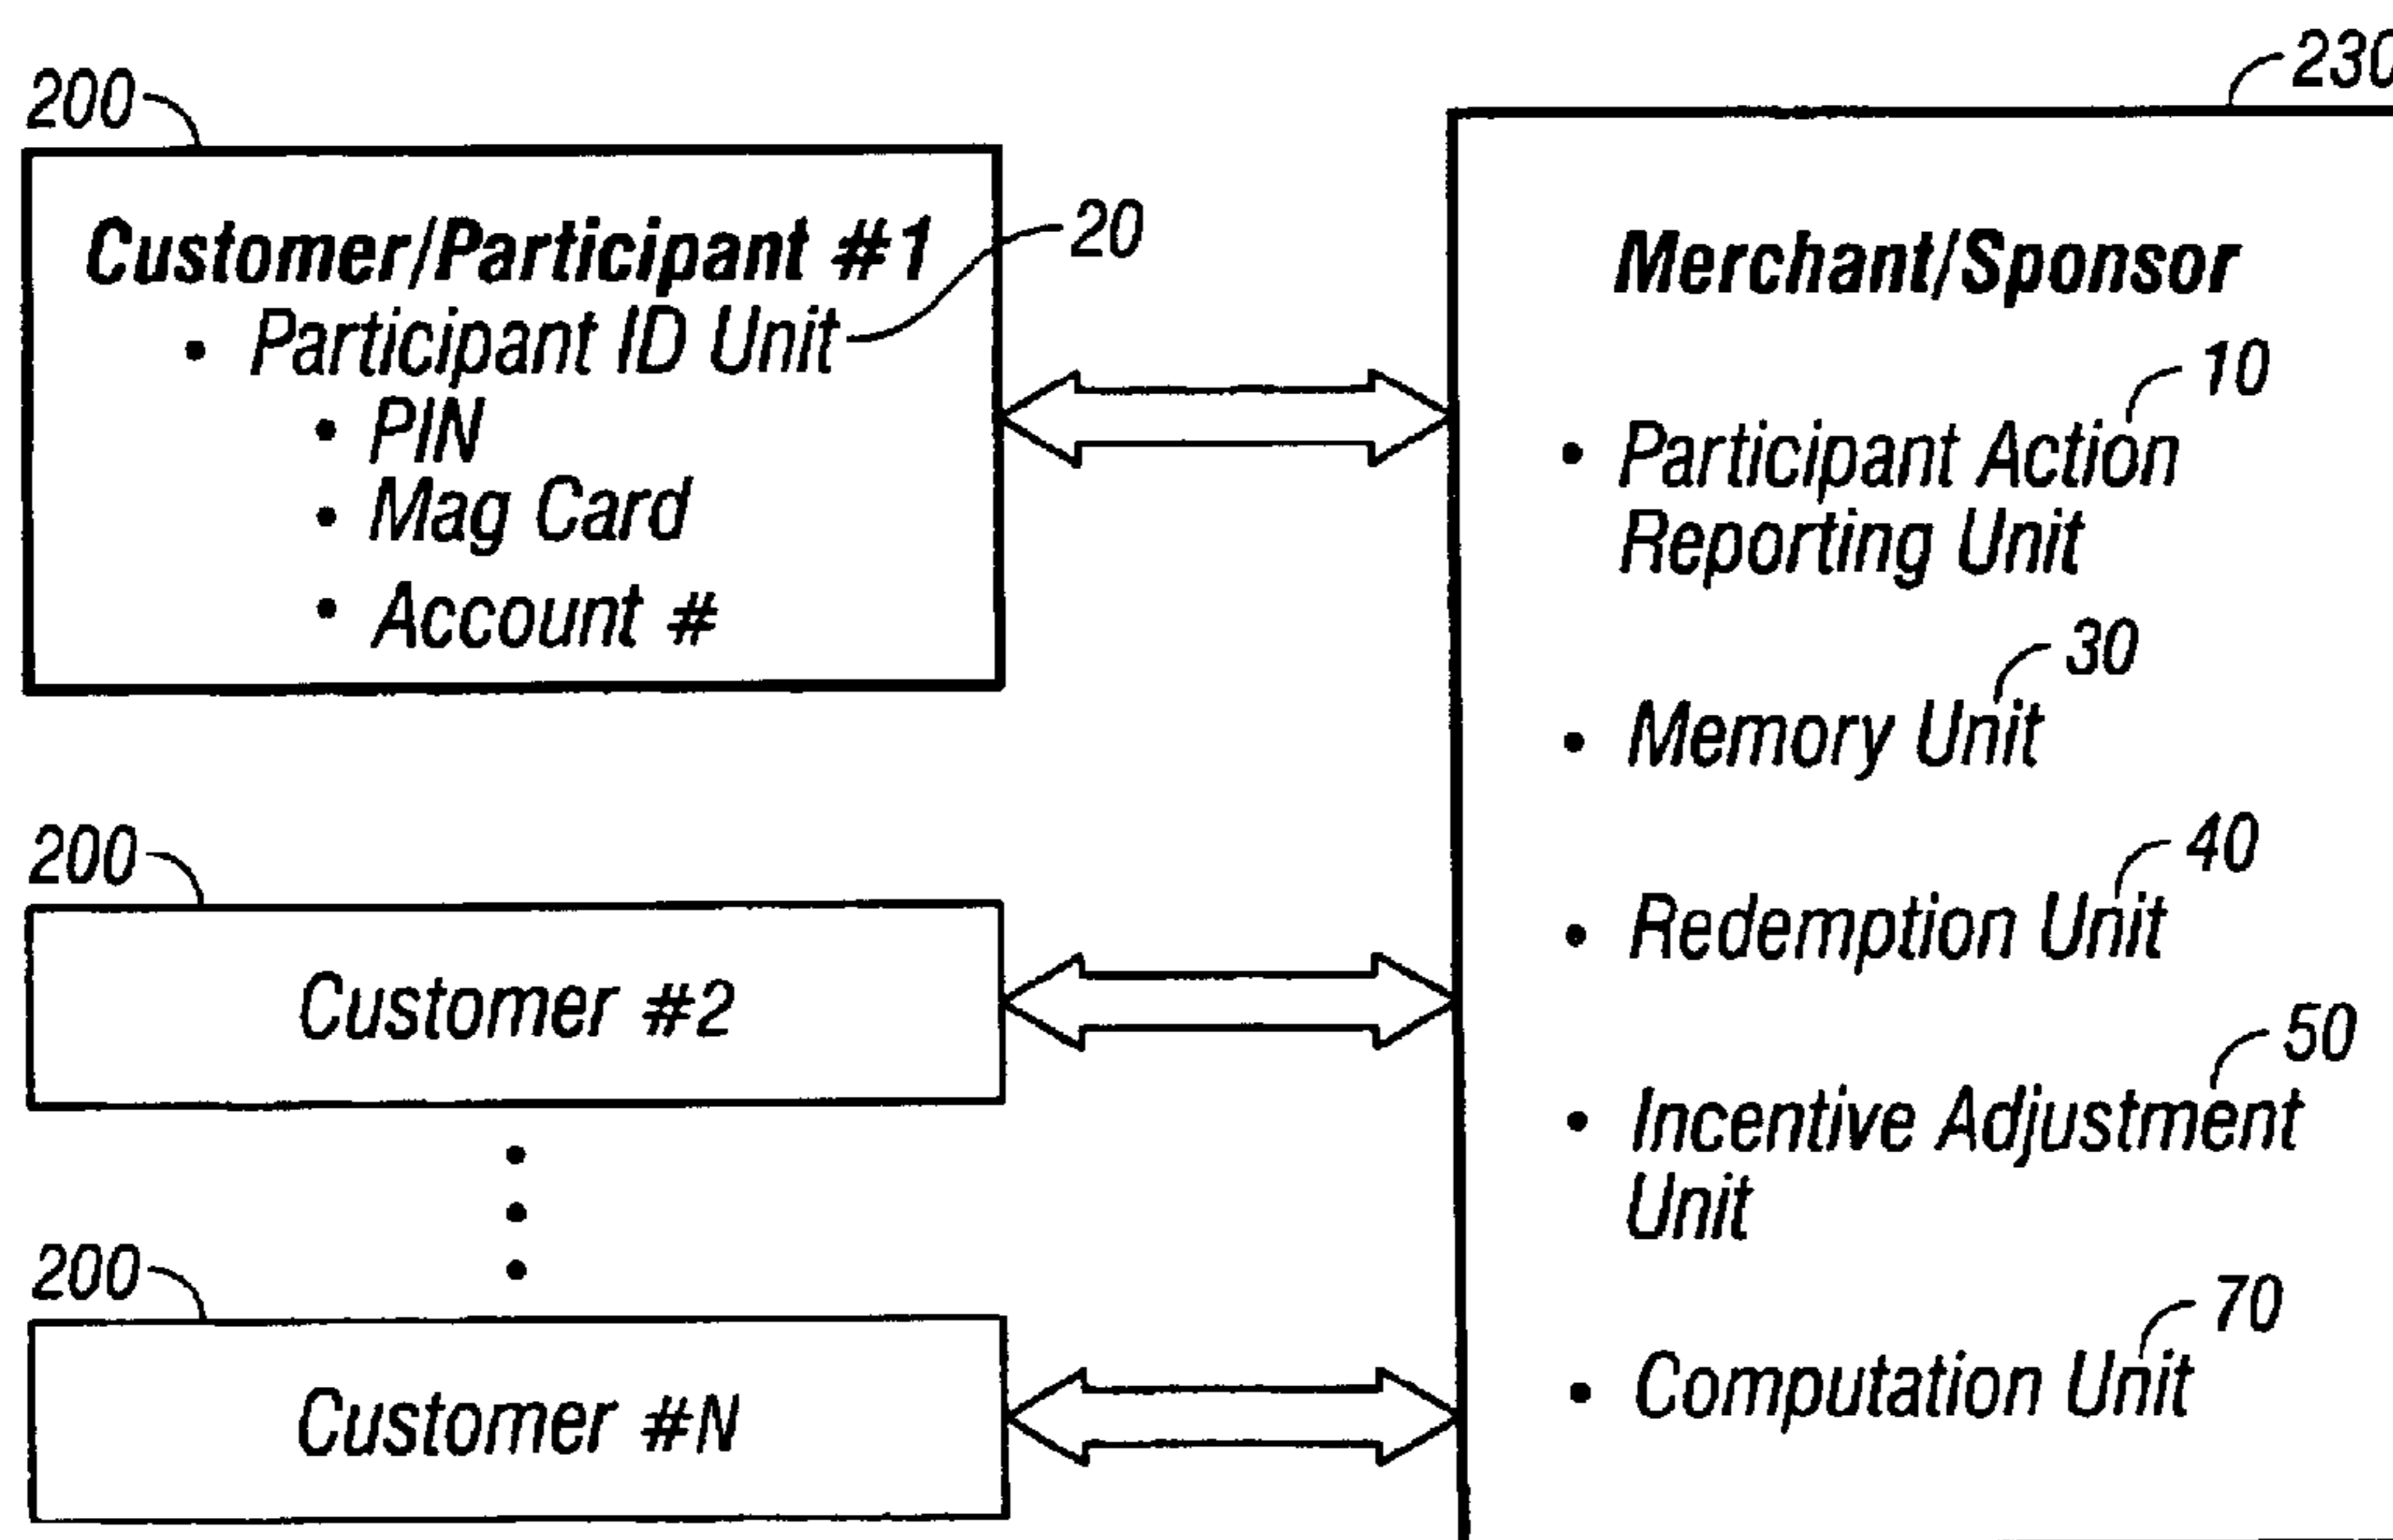 200
Customer/Participant #1
20
• Participant ID Unit
• PIN
• Mag Card
• Account #
200
Customer #2
200
Customer #N
230
Merchant/Sponsor
10
• Participant Action
Reporting Unit
30
• Memory Unit
40
• Redemption Unit
50
• Incentive Adjustment
Unit
70
• Computation Unit